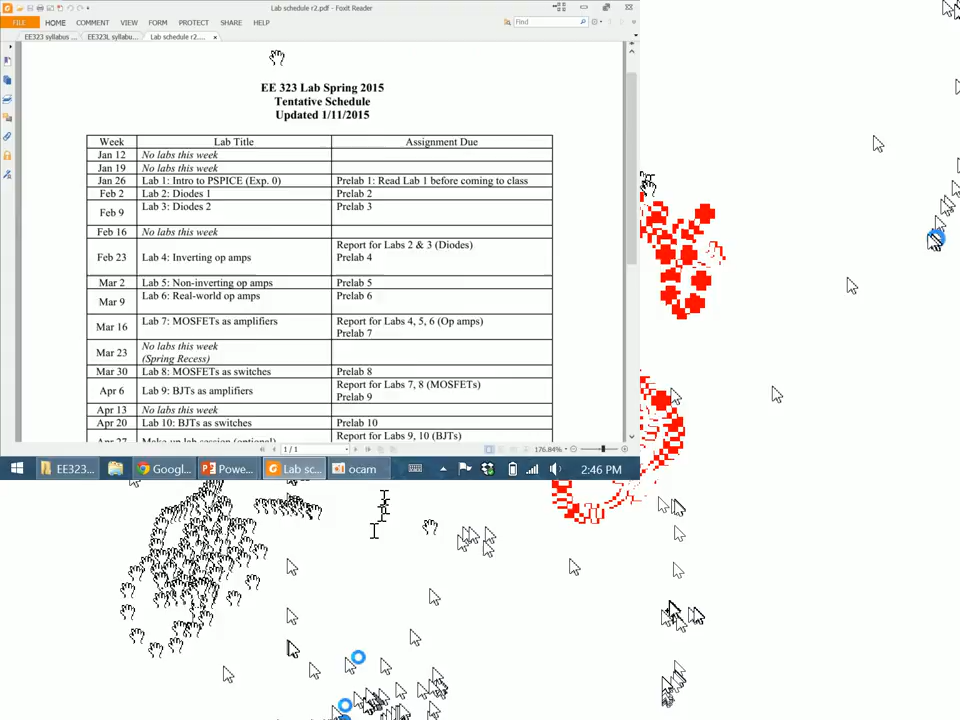 Lab schedule r2.pdf - Foxit Reader
FILE HOME COMMENT VIEW FORM PROTECT SHARE HELP
Find
EE323 syllabus ... EE323L syllabu... Lab schedule r2....
EE 323 Lab Spring 2015
Tentative Schedule
Updated 1/11/2015
Week Lab Title Assignment Due
Jan 12 No labs this week
Jan 19 No labs this week
Jan 26 Lab 1: Intro to PSPICE (Exp. 0) Prelab 1: Read Lab 1 before coming to class
Feb 2 Lab 2: Diodes 1 Prelab 2
Feb 9 Lab 3: Diodes 2 Prelab 3
Feb 16 No labs this week
Feb 23 Lab 4: Inverting op amps Report for Labs 2 & 3 (Diodes)
Prelab 4
Mar 2 Lab 5: Non-inverting op amps Prelab 5
Mar 9 Lab 6: Real-world op amps Prelab 6
Mar 16 Lab 7: MOSFETs as amplifiers Report for Labs 4, 5, 6 (Op amps)
Prelab 7
Mar 23 No labs this week
(Spring Recess)
Mar 30 Lab 8: MOSFETs as switches Prelab 8
Apr 6 Lab 9: BJTs as amplifiers Report for Labs 7, 8 (MOSFETs)
Prelab 9
Apr 13 No labs this week
Apr 20 Lab 10: BJTs as switches Prelab 10
Apr 27 Make-up lab session (optional) Report for Labs 9, 10 (BJTs)
1 / 1 176.84%
EE323... Googl... Powe... Lab sc... ocam 2:46 PM